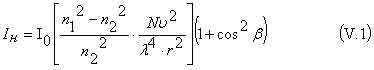 I_н = I_0 [ (n_1^2 − n_2^2) / n_2^2 · Nυ^2 / (λ^4 · r^2) ] (1 + cos^2 β)     (V.1)